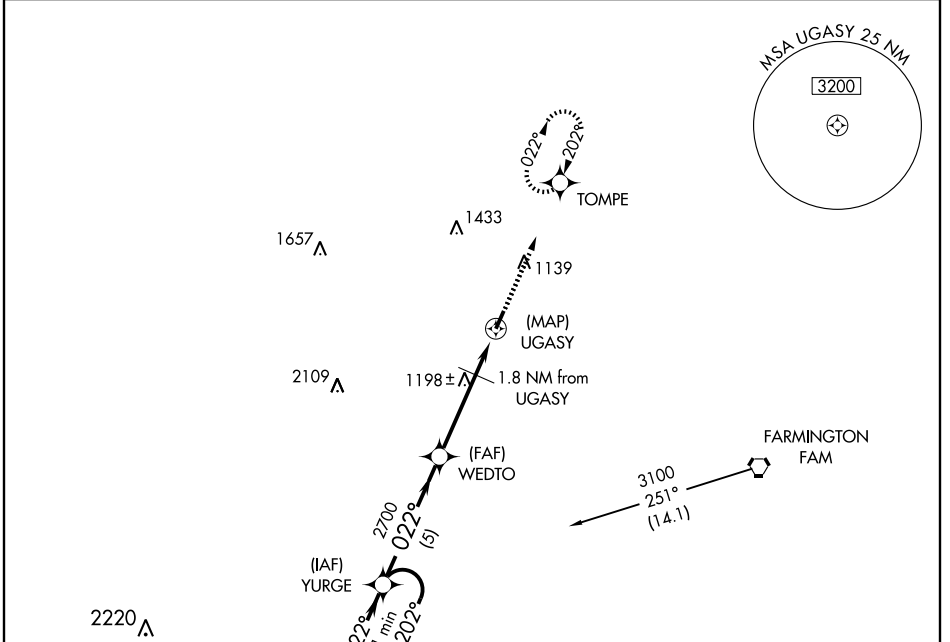 MSA UGASY 25 NM
3200
022°
202°
TOMPE
1433
1657
1139
(MAP)
UGASY
2109
1198±
1.8 NM from
UGASY
(FAF)
WEDTO
FARMINGTON
FAM
3100
251°
(14.1)
2700
022°
(5)
(IAF)
YURGE
2220
min
202°